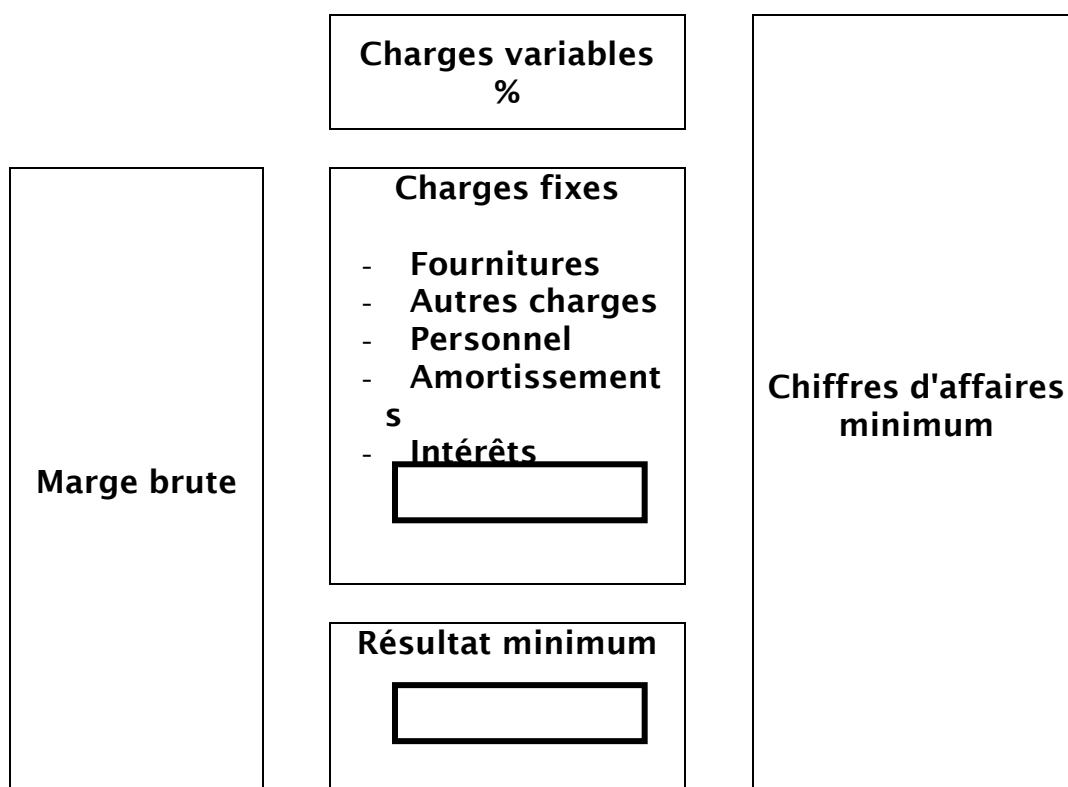 Charges variables
%
Charges fixes
- Fournitures
- Autres charges
- Personnel
- Amortissement
s
- Intérêts
Marge brute
Chiffres d'affaires
minimum
Résultat minimum